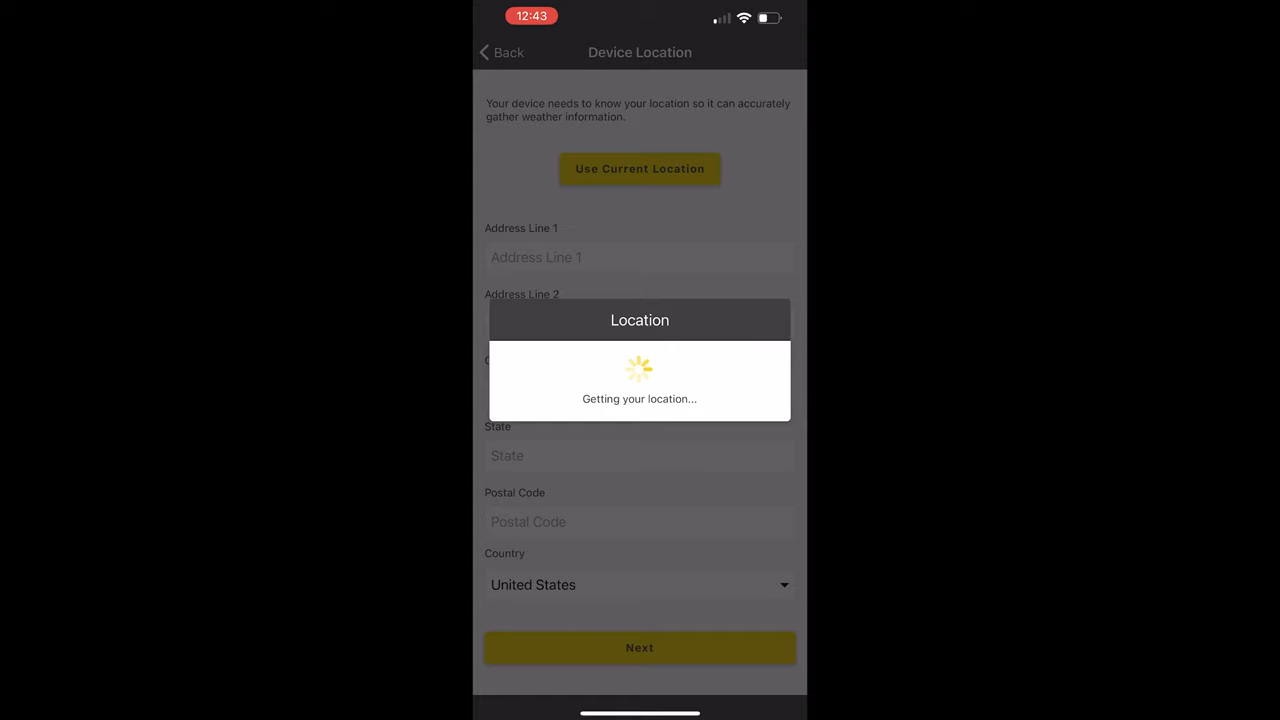 12:43
Back
Device Location
Your device needs to know your location so it can accurately
gather weather information.
Use Current Location
Address Line 1
Address Line 1
Address Line 2
Location
Getting your location...
State
State
Postal Code
Postal Code
Country
United States
Next